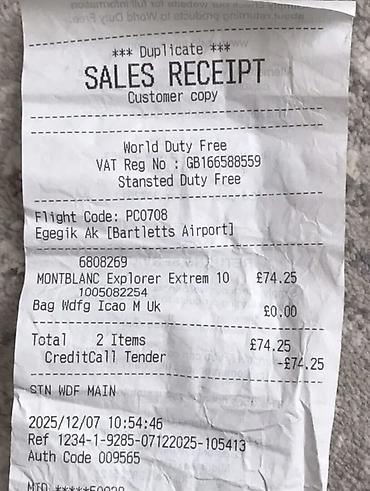 *** Duplicate ***
SALES RECEIPT
Customer copy
World Duty Free
VAT Reg No : GB166588559
Stansted Duty Free
Flight Code: PC0708
Egegik Ak [Bartletts Airport]
6808269
MONTBLANC Explorer Extrem 10 £74.25
1005082254
Bag Wdfg Icao M Uk £0.00
Total 2 Items £74.25
CreditCall Tender -£74.25
STN WDF MAIN
2025/12/07 10:54:46
Ref 1234-1-9285-07122025-105413
Auth Code 009565